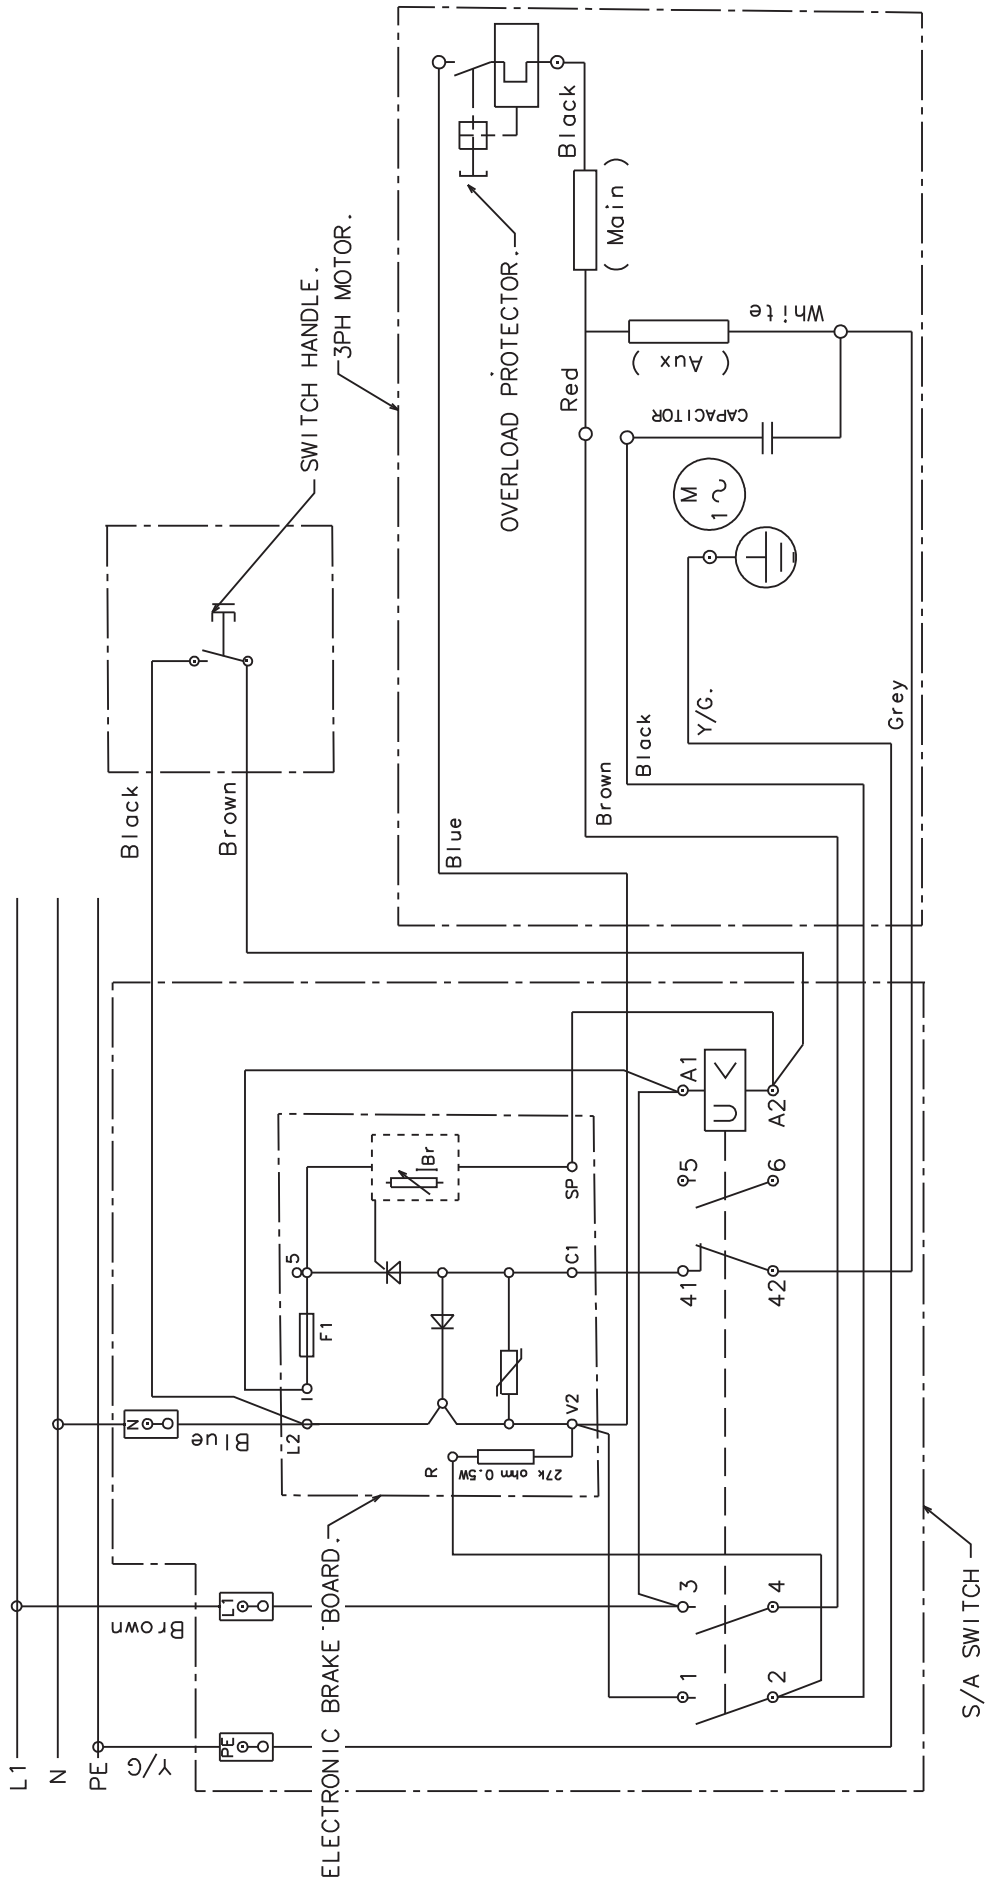 L1
N
PE
Brown
Y/G
Blue
N
L1
PE
Black
Brown
SWITCH HANDLE.
3PH MOTOR.
OVERLOAD PROTECTOR.
Black
( Main )
White
( Aux )
Red
CAPACITOR
M
1 ~
Y/G.
Grey
Black
Brown
Blue
A1
U <
A2
5
6
41
42
3
4
1
2
Br
SP
5
C1
F1
I
L2
V2
R
27k ohm 0.5W
ELECTRONIC BRAKE BOARD.
S/A SWITCH